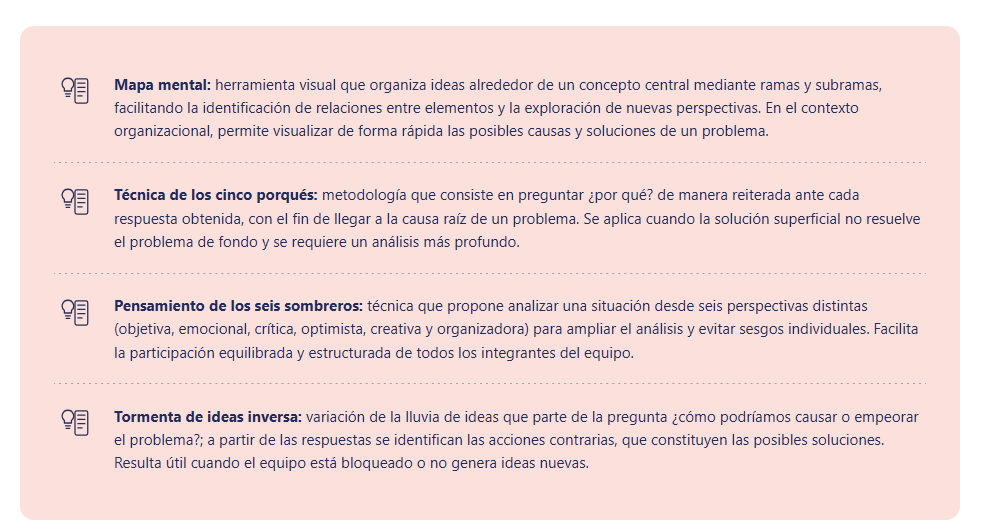 Mapa mental: herramienta visual que organiza ideas alrededor de un concepto central mediante ramas y subramas,
facilitando la identificación de relaciones entre elementos y la exploración de nuevas perspectivas. En el contexto
organizacional, permite visualizar de forma rápida las posibles causas y soluciones de un problema.
Técnica de los cinco porqués: metodología que consiste en preguntar ¿por qué? de manera reiterada ante cada
respuesta obtenida, con el fin de llegar a la causa raíz de un problema. Se aplica cuando la solución superficial no resuelve
el problema de fondo y se requiere un análisis más profundo.
Pensamiento de los seis sombreros: técnica que propone analizar una situación desde seis perspectivas distintas
(objetiva, emocional, crítica, optimista, creativa y organizadora) para ampliar el análisis y evitar sesgos individuales. Facilita
la participación equilibrada y estructurada de todos los integrantes del equipo.
Tormenta de ideas inversa: variación de la lluvia de ideas que parte de la pregunta ¿cómo podríamos causar o empeorar
el problema?; a partir de las respuestas se identifican las acciones contrarias, que constituyen las posibles soluciones.
Resulta útil cuando el equipo está bloqueado o no genera ideas nuevas.